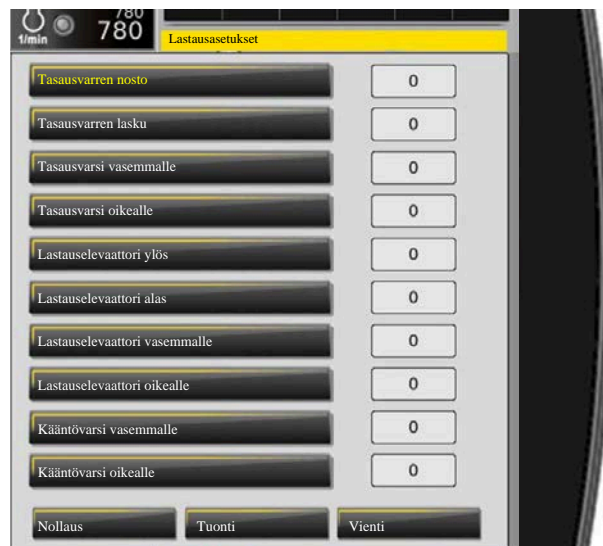 780
1/min 780
Lastausasetukset
Tasausvarren nosto 0
Tasausvarren lasku 0
Tasausvarsi vasemmalle 0
Tasausvarsi oikealle 0
Lastauselevaattori ylös 0
Lastauselevaattori alas 0
Lastauselevaattori vasemmalle 0
Lastauselevaattori oikealle 0
Kääntövarsi vasemmalle 0
Kääntövarsi oikealle 0
Nollaus Tuonti Vienti